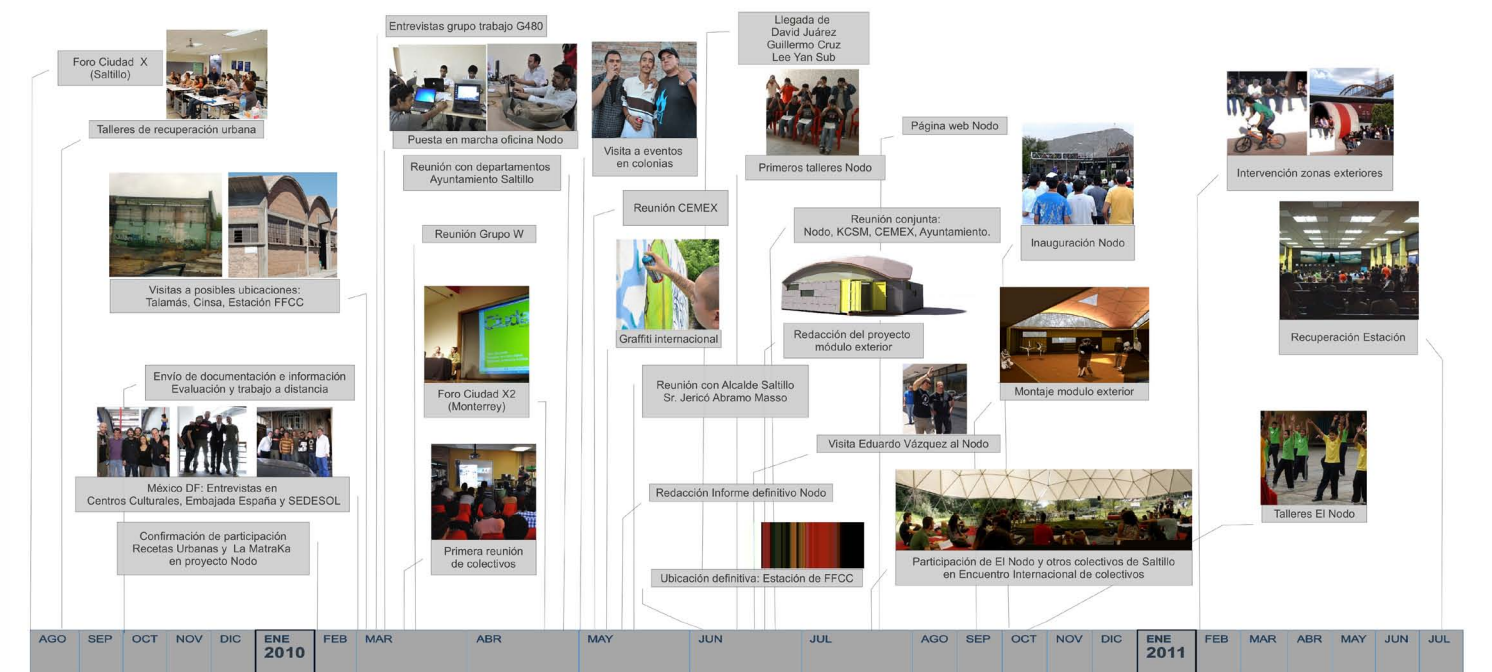 Foro Ciudad X
(Saltillo)
Talleres de recuperación urbana
Visitas a posibles ubicaciones:
Talamás, Cinsa, Estación FFCC
Envío de documentación e información
Evaluación y trabajo a distancia
México DF: Entrevistas en
Centros Culturales, Embajada España y SEDESOL
Confirmación de participación
Recetas Urbanas y La MatraKa
en proyecto Nodo
Entrevistas grupo trabajo G480
Puesta en marcha oficina Nodo
Reunión con departamentos
Ayuntamiento Saltillo
Reunión Grupo W
Foro Ciudad X2
(Monterrey)
Primera reunión
de colectivos
Visita a eventos
en colonias
Reunión CEMEX
Graffiti internacional
Reunión con Alcalde Saltillo
Sr. Jericó Abramo Masso
Redacción Informe definitivo Nodo
Ubicación definitiva: Estación de FFCC
Llegada de
David Juárez
Guillermo Cruz
Lee Yan Sub
Primeros talleres Nodo
Reunión conjunta:
Nodo, KCSM, CEMEX, Ayuntamiento.
Redacción del proyecto
módulo exterior
Visita Eduardo Vázquez al Nodo
Página web Nodo
Inauguración Nodo
Montaje modulo exterior
Participación de El Nodo y otros colectivos de Saltillo
en Encuentro Internacional de colectivos
Intervención zonas exteriores
Recuperación Estación
Talleres El Nodo
AGO SEP OCT NOV DIC ENE 2010 FEB MAR ABR MAY JUN JUL AGO SEP OCT NOV DIC ENE 2011 FEB MAR ABR MAY JUN JUL